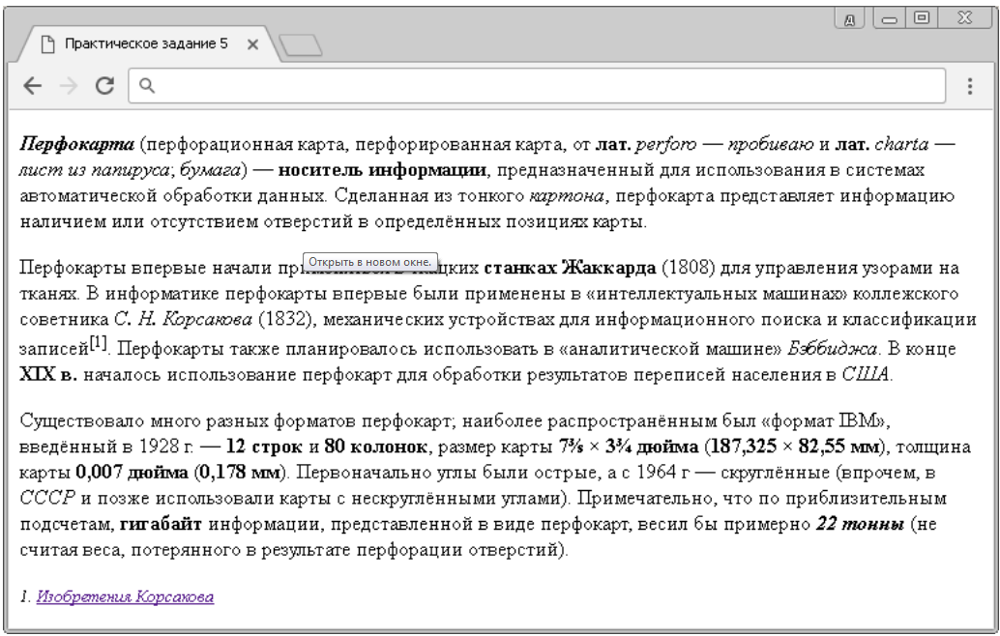 Практическое задание 5
Перфокарта (перфорационная карта, перфорированная карта, от лат. perforo — пробиваю и лат. charta —
лист из папируса; бумага) — носитель информации, предназначенный для использования в системах
автоматической обработки данных. Сделанная из тонкого картона, перфокарта представляет информацию
наличием или отсутствием отверстий в определённых позициях карты.
Открыть в новом окне.
Перфокарты впервые начали станках Жаккарда (1808) для управления узорами на
тканях. В информатике перфокарты впервые были применены в «интеллектуальных машинах» коллежского
советника С. Н. Корсакова (1832), механических устройствах для информационного поиска и классификации
записей[1]. Перфокарты также планировалось использовать в «аналитической машине» Бэббиджа. В конце
XIX в. началось использование перфокарт для обработки результатов переписей населения в США.
Существовало много разных форматов перфокарт; наиболее распространённым был «формат IBM»,
введённый в 1928 г. — 12 строк и 80 колонок, размер карты 7⅜ × 3¾ дюйма (187,325 × 82,55 мм), толщина
карты 0,007 дюйма (0,178 мм). Первоначально углы были острые, а с 1964 г — скруглённые (впрочем, в
СССР и позже использовали карты с нескруглёнными углами). Примечательно, что по приблизительным
подсчетам, гигабайт информации, представленной в виде перфокарт, весил бы примерно 22 тонны (не
считая веса, потерянного в результате перфорации отверстий).
1. Изобретения Корсакова